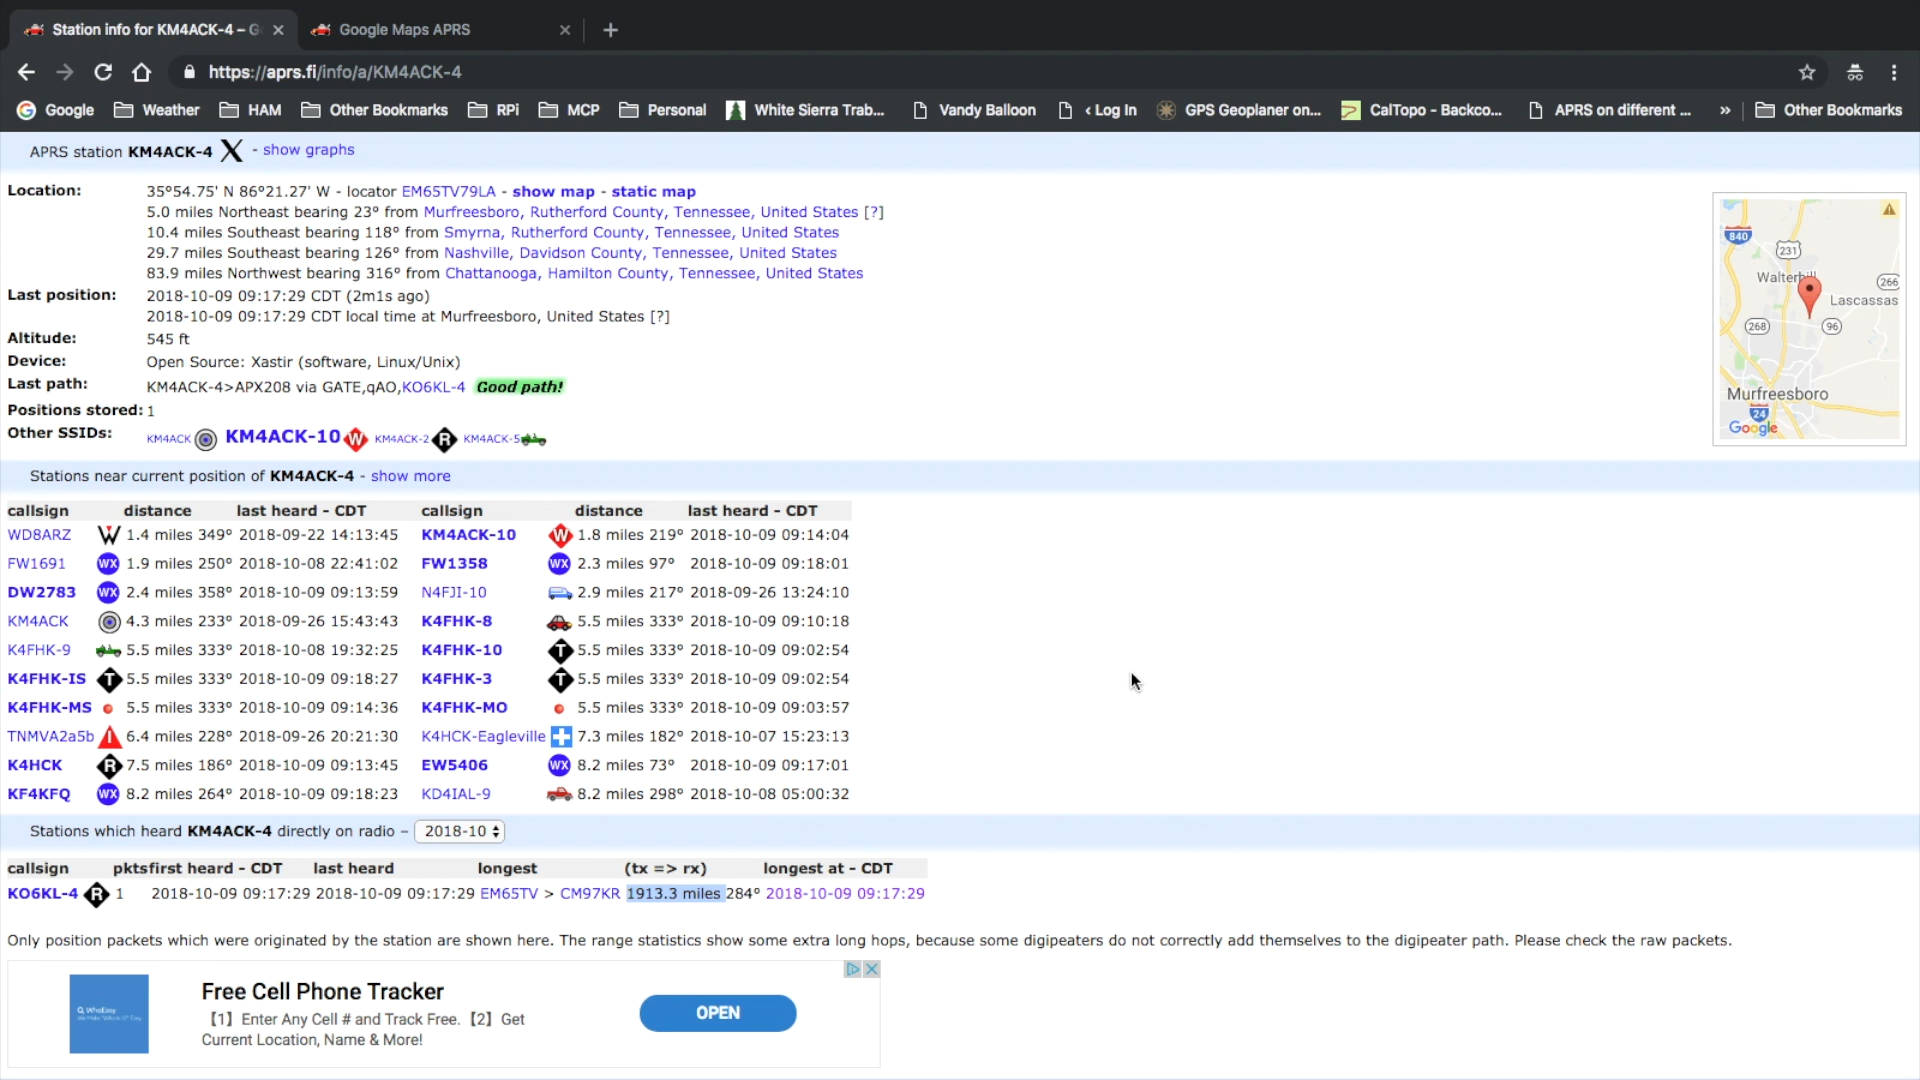 Station info for KM4ACK-4 – G
Google Maps APRS
https://aprs.fi/info/a/KM4ACK-4
Google Weather HAM Other Bookmarks RPi MCP Personal White Sierra Trab... Vandy Balloon ‹ Log In GPS Geoplaner on... CalTopo - Backco... APRS on different ... » Other Bookmarks
APRS station KM4ACK-4 X - show graphs
Location: 35°54.75' N 86°21.27' W - locator EM65TV79LA - show map - static map
5.0 miles Northeast bearing 23° from Murfreesboro, Rutherford County, Tennessee, United States [?]
10.4 miles Southeast bearing 118° from Smyrna, Rutherford County, Tennessee, United States
29.7 miles Southeast bearing 126° from Nashville, Davidson County, Tennessee, United States
83.9 miles Northwest bearing 316° from Chattanooga, Hamilton County, Tennessee, United States
Last position: 2018-10-09 09:17:29 CDT (2m1s ago)
2018-10-09 09:17:29 CDT local time at Murfreesboro, United States [?]
Altitude: 545 ft
Device: Open Source: Xastir (software, Linux/Unix)
Last path: KM4ACK-4>APX208 via GATE,qAO,KO6KL-4 Good path!
Positions stored: 1
Other SSIDs: KM4ACK KM4ACK-10 W KM4ACK-2 R KM4ACK-5
840
231
Walterhill
266
Lascassas
268
96
Murfreesboro
24
Google
Stations near current position of KM4ACK-4 - show more
callsign distance last heard - CDT callsign distance last heard - CDT
WD8ARZ W 1.4 miles 349° 2018-09-22 14:13:45 KM4ACK-10 W 1.8 miles 219° 2018-10-09 09:14:04
FW1691 WX 1.9 miles 250° 2018-10-08 22:41:02 FW1358 WX 2.3 miles 97° 2018-10-09 09:18:01
DW2783 WX 2.4 miles 358° 2018-10-09 09:13:59 N4FJI-10 2.9 miles 217° 2018-09-26 13:24:10
KM4ACK 4.3 miles 233° 2018-09-26 15:43:43 K4FHK-8 5.5 miles 333° 2018-10-09 09:10:18
K4FHK-9 5.5 miles 333° 2018-10-08 19:32:25 K4FHK-10 T 5.5 miles 333° 2018-10-09 09:02:54
K4FHK-IS T 5.5 miles 333° 2018-10-09 09:18:27 K4FHK-3 T 5.5 miles 333° 2018-10-09 09:02:54
K4FHK-MS 5.5 miles 333° 2018-10-09 09:14:36 K4FHK-MO 5.5 miles 333° 2018-10-09 09:03:57
TNMVA2a5b ! 6.4 miles 228° 2018-09-26 20:21:30 K4HCK-Eagleville 7.3 miles 182° 2018-10-07 15:23:13
K4HCK R 7.5 miles 186° 2018-10-09 09:13:45 EW5406 WX 8.2 miles 73° 2018-10-09 09:17:01
KF4KFQ WX 8.2 miles 264° 2018-10-09 09:18:23 KD4IAL-9 8.2 miles 298° 2018-10-08 05:00:32
Stations which heard KM4ACK-4 directly on radio – 2018-10
callsign pktsfirst heard - CDT last heard longest (tx => rx) longest at - CDT
KO6KL-4 R 1 2018-10-09 09:17:29 2018-10-09 09:17:29 EM65TV > CM97KR 1913.3 miles 284° 2018-10-09 09:17:29
Only position packets which were originated by the station are shown here. The range statistics show some extra long hops, because some digipeaters do not correctly add themselves to the digipeater path. Please check the raw packets.
Free Cell Phone Tracker
【1】Enter Any Cell # and Track Free.【2】Get
Current Location, Name & More!
OPEN